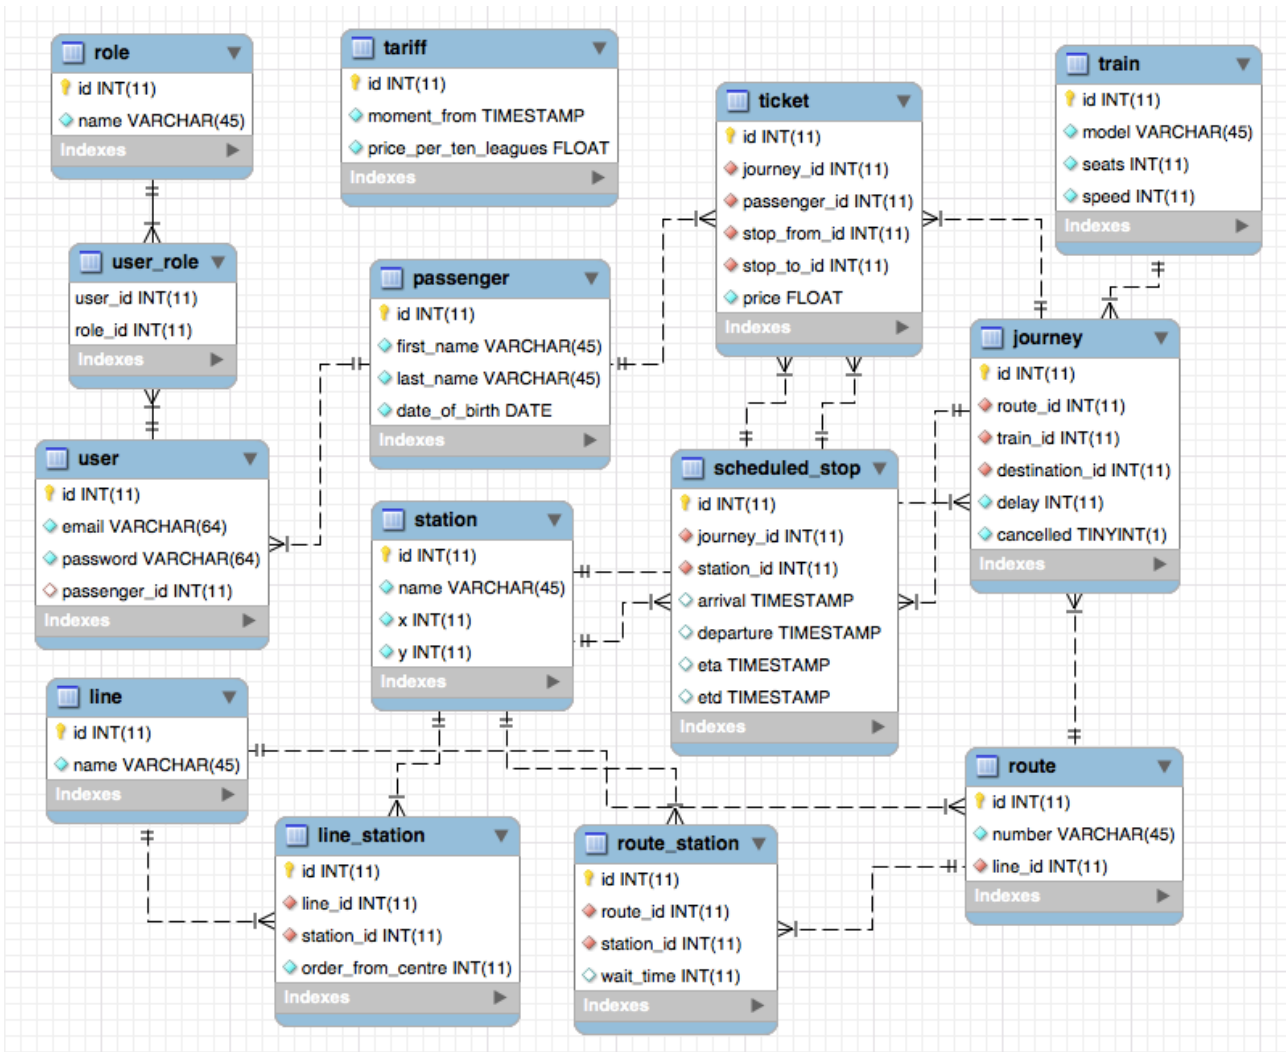 role
id INT(11)
name VARCHAR(45)
Indexes
tariff
id INT(11)
moment_from TIMESTAMP
price_per_ten_leagues FLOAT
Indexes
ticket
id INT(11)
journey_id INT(11)
passenger_id INT(11)
stop_from_id INT(11)
stop_to_id INT(11)
price FLOAT
Indexes
train
id INT(11)
model VARCHAR(45)
seats INT(11)
speed INT(11)
Indexes
user_role
user_id INT(11)
role_id INT(11)
Indexes
passenger
id INT(11)
first_name VARCHAR(45)
last_name VARCHAR(45)
date_of_birth DATE
Indexes
journey
id INT(11)
route_id INT(11)
train_id INT(11)
destination_id INT(11)
delay INT(11)
cancelled TINYINT(1)
Indexes
user
id INT(11)
email VARCHAR(64)
password VARCHAR(64)
passenger_id INT(11)
Indexes
station
id INT(11)
name VARCHAR(45)
x INT(11)
y INT(11)
Indexes
scheduled_stop
id INT(11)
journey_id INT(11)
station_id INT(11)
arrival TIMESTAMP
departure TIMESTAMP
eta TIMESTAMP
etd TIMESTAMP
Indexes
line
id INT(11)
name VARCHAR(45)
Indexes
line_station
id INT(11)
line_id INT(11)
station_id INT(11)
order_from_centre INT(11)
Indexes
route_station
id INT(11)
route_id INT(11)
station_id INT(11)
wait_time INT(11)
Indexes
route
id INT(11)
number VARCHAR(45)
line_id INT(11)
Indexes